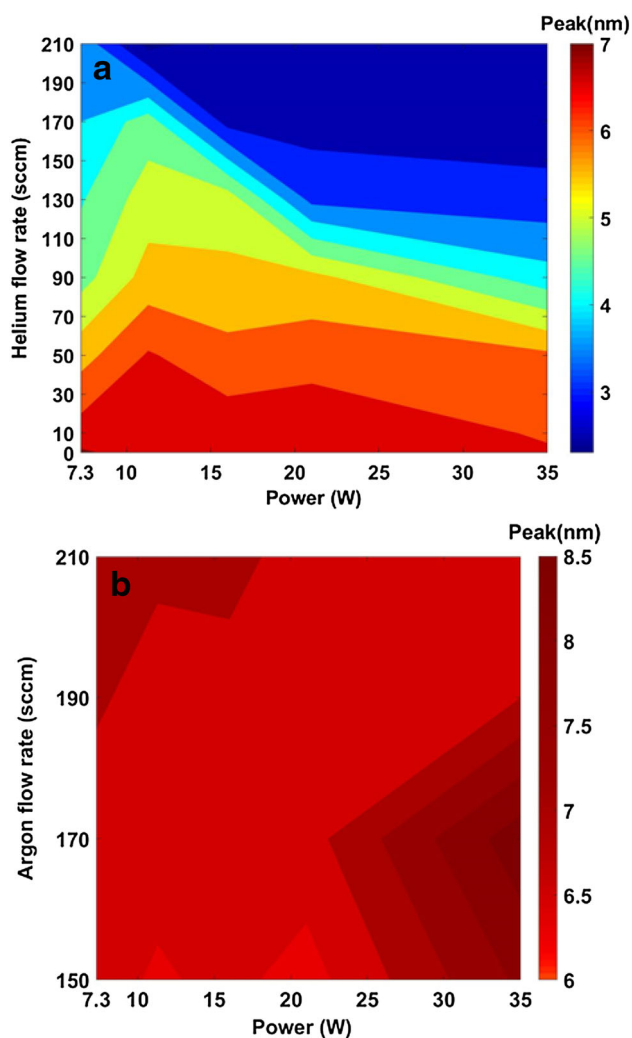 Peak(nm)
a
210
190
170
150
130
110
90
70
50
30
10
0
Helium flow rate (sccm)
7.3 10 15 20 25 30 35
Power (W)
7
6
5
4
3
Peak(nm)
b
210
190
170
150
Argon flow rate (sccm)
7.3 10 15 20 25 30 35
Power (W)
8.5
8
7.5
7
6.5
6